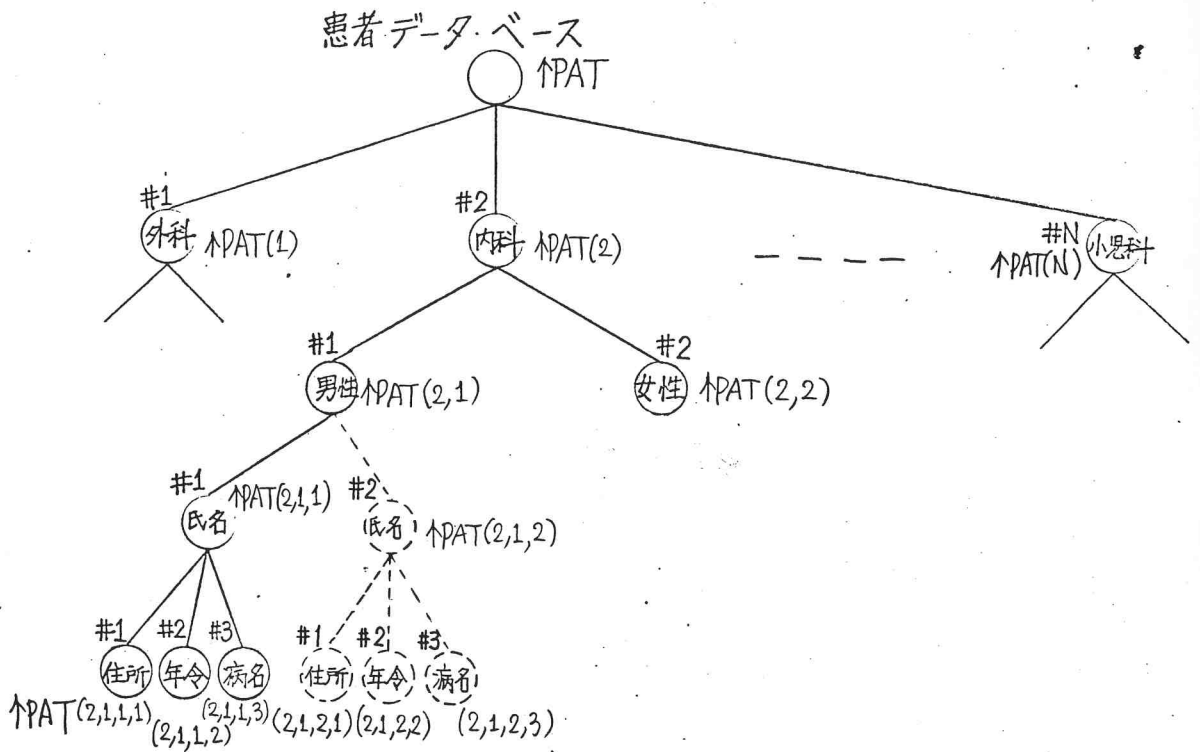 患者データ・ベース
↑PAT
#1
外科 ↑PAT(1)
#2
内科 ↑PAT(2)
#N
小児科
↑PAT(N)
#1
男性 ↑PAT(2,1)
#2
女性 ↑PAT(2,2)
#1
氏名 ↑PAT(2,1,1)
#2
氏名 ↑PAT(2,1,2)
#1 #2 #3 #1 #2 #3
住所 年令 病名 住所 年令 病名
↑PAT(2,1,1,1) (2,1,1,2) (2,1,1,3) (2,1,2,1) (2,1,2,2) (2,1,2,3)